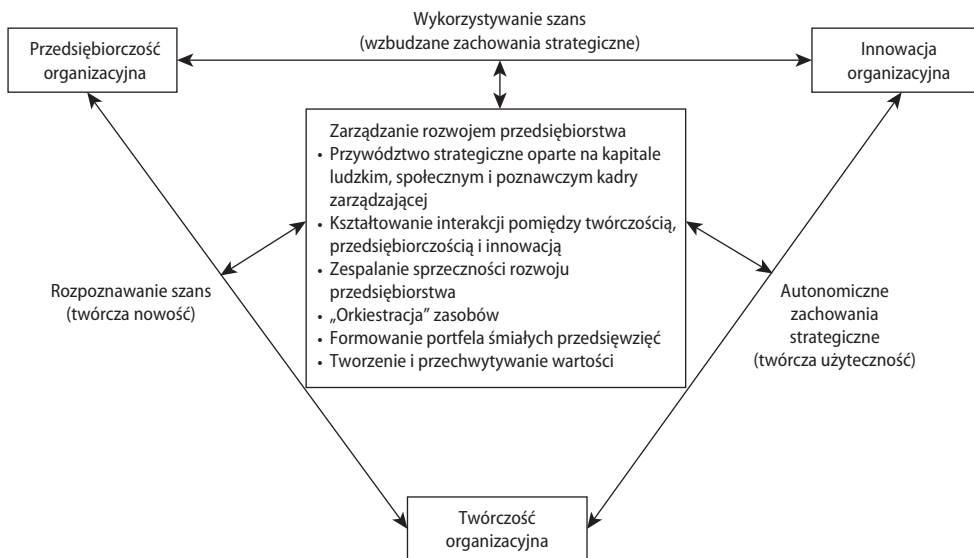 Wykorzystywanie szans
(wzbudzane zachowania strategiczne)
Przedsiębiorczość
organizacyjna
Innowacja
organizacyjna
Zarządzanie rozwojem przedsiębiorstwa
• Przywództwo strategiczne oparte na kapitale
ludzkim, społecznym i poznawczym kadry
zarządzającej
• Kształtowanie interakcji pomiędzy twórczością,
przedsiębiorczością i innowacją
• Zespalanie sprzeczności rozwoju
przedsiębiorstwa
• „Orkiestracja” zasobów
• Formowanie portfela śmiałych przedsięwzięć
• Tworzenie i przechwytywanie wartości
Rozpoznawanie szans
(twórcza nowość)
Autonomiczne
zachowania
strategiczne
(twórcza użyteczność)
Twórczość
organizacyjna